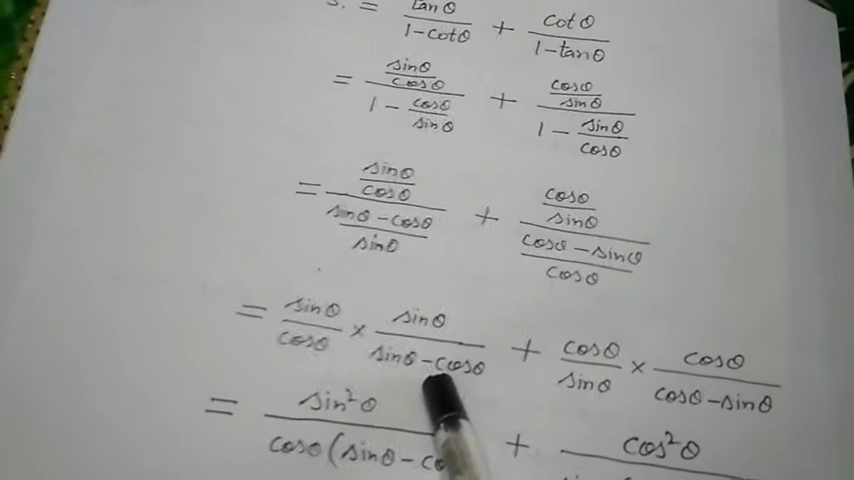 = tanθ/(1-cotθ) + cotθ/(1-tanθ)
= (sinθ/cosθ)/(1 - cosθ/sinθ) + (cosθ/sinθ)/(1 - sinθ/cosθ)
= (sinθ/cosθ)/((sinθ-cosθ)/sinθ) + (cosθ/sinθ)/((cosθ-sinθ)/cosθ)
= sinθ/cosθ × sinθ/(sinθ-cosθ) + cosθ/sinθ × cosθ/(cosθ-sinθ)
= sin²θ/cosθ(sinθ- + cos²θ